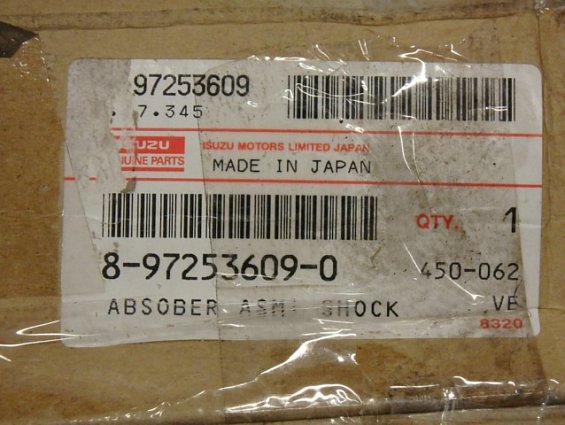 97253609
7.345
ISUZU MOTORS LIMITED JAPAN
PARTS
MADE IN JAPAN
QTY. 1
8-97253609-0
450-062
ABSOBER ASM: SHOCK
VE
8320